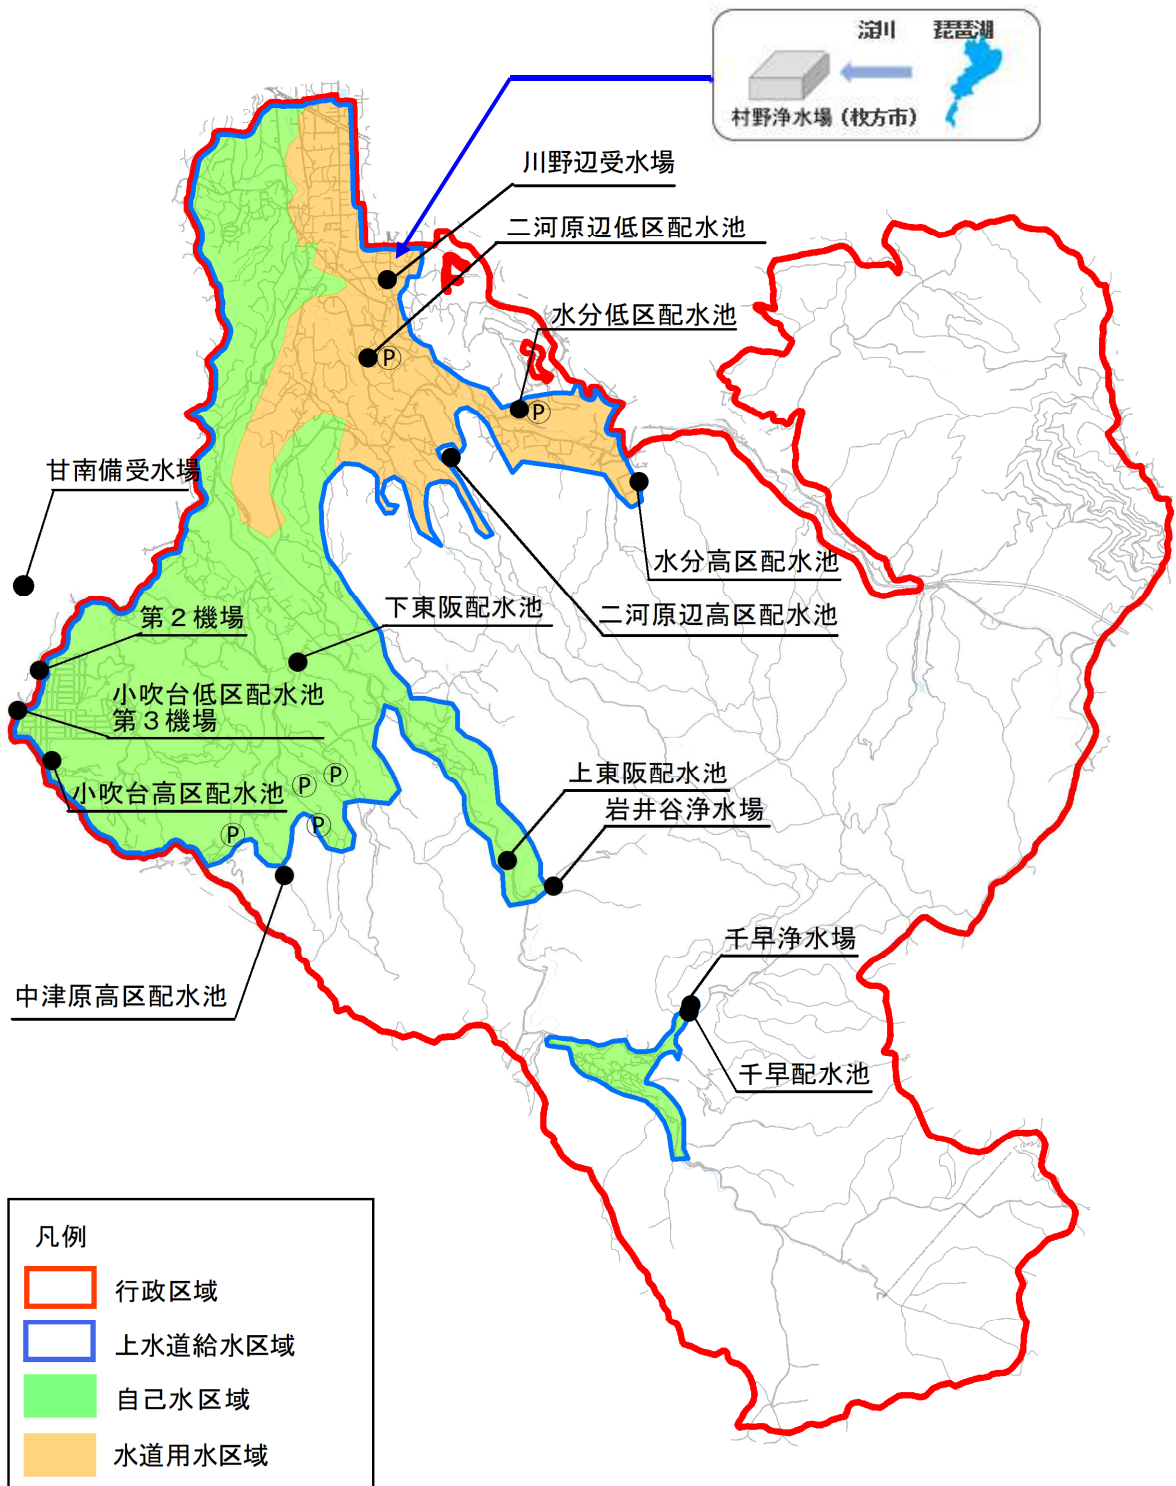 淀川 琵琶湖
村野浄水場 (枚方市)
川野辺受水場
二河原辺低区配水池
水分低区配水池
P
P
甘南備受水場
水分高区配水池
二河原辺高区配水池
下東阪配水池
第２機場
小吹台低区配水池
第３機場
小吹台高区配水池
P
P
P
P
上東阪配水池
岩井谷浄水場
千早浄水場
中津原高区配水池
千早配水池
凡例
行政区域
上水道給水区域
自己水区域
水道用水区域